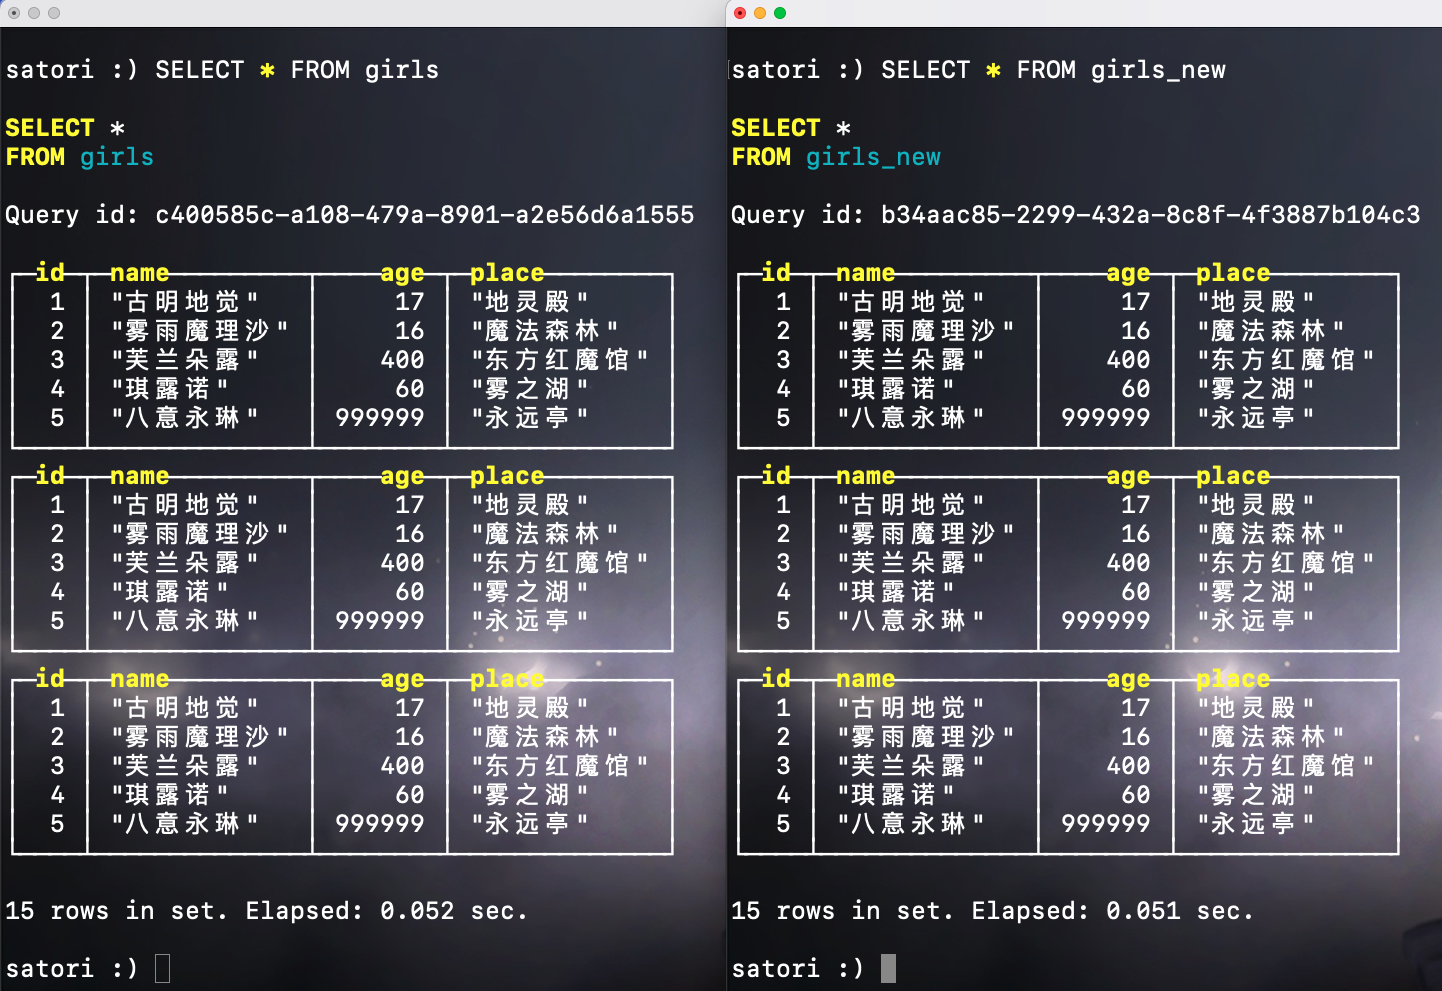 satori :) SELECT * FROM girls
SELECT *
FROM girls
Query id: c400585c-a108-479a-8901-a2e56d6a1555
id name age place
1 "古明地觉" 17 "地灵殿"
2 "雾雨魔理沙" 16 "魔法森林"
3 "芙兰朵露" 400 "东方红魔馆"
4 "琪露诺" 60 "雾之湖"
5 "八意永琳" 999999 "永远亭"
id name age place
1 "古明地觉" 17 "地灵殿"
2 "雾雨魔理沙" 16 "魔法森林"
3 "芙兰朵露" 400 "东方红魔馆"
4 "琪露诺" 60 "雾之湖"
5 "八意永琳" 999999 "永远亭"
id name age place
1 "古明地觉" 17 "地灵殿"
2 "雾雨魔理沙" 16 "魔法森林"
3 "芙兰朵露" 400 "东方红魔馆"
4 "琪露诺" 60 "雾之湖"
5 "八意永琳" 999999 "永远亭"
15 rows in set. Elapsed: 0.052 sec.
satori :)
satori :) SELECT * FROM girls_new
SELECT *
FROM girls_new
Query id: b34aac85-2299-432a-8c8f-4f3887b104c3
id name age place
1 "古明地觉" 17 "地灵殿"
2 "雾雨魔理沙" 16 "魔法森林"
3 "芙兰朵露" 400 "东方红魔馆"
4 "琪露诺" 60 "雾之湖"
5 "八意永琳" 999999 "永远亭"
id name age place
1 "古明地觉" 17 "地灵殿"
2 "雾雨魔理沙" 16 "魔法森林"
3 "芙兰朵露" 400 "东方红魔馆"
4 "琪露诺" 60 "雾之湖"
5 "八意永琳" 999999 "永远亭"
id name age place
1 "古明地觉" 17 "地灵殿"
2 "雾雨魔理沙" 16 "魔法森林"
3 "芙兰朵露" 400 "东方红魔馆"
4 "琪露诺" 60 "雾之湖"
5 "八意永琳" 999999 "永远亭"
15 rows in set. Elapsed: 0.051 sec.
satori :)